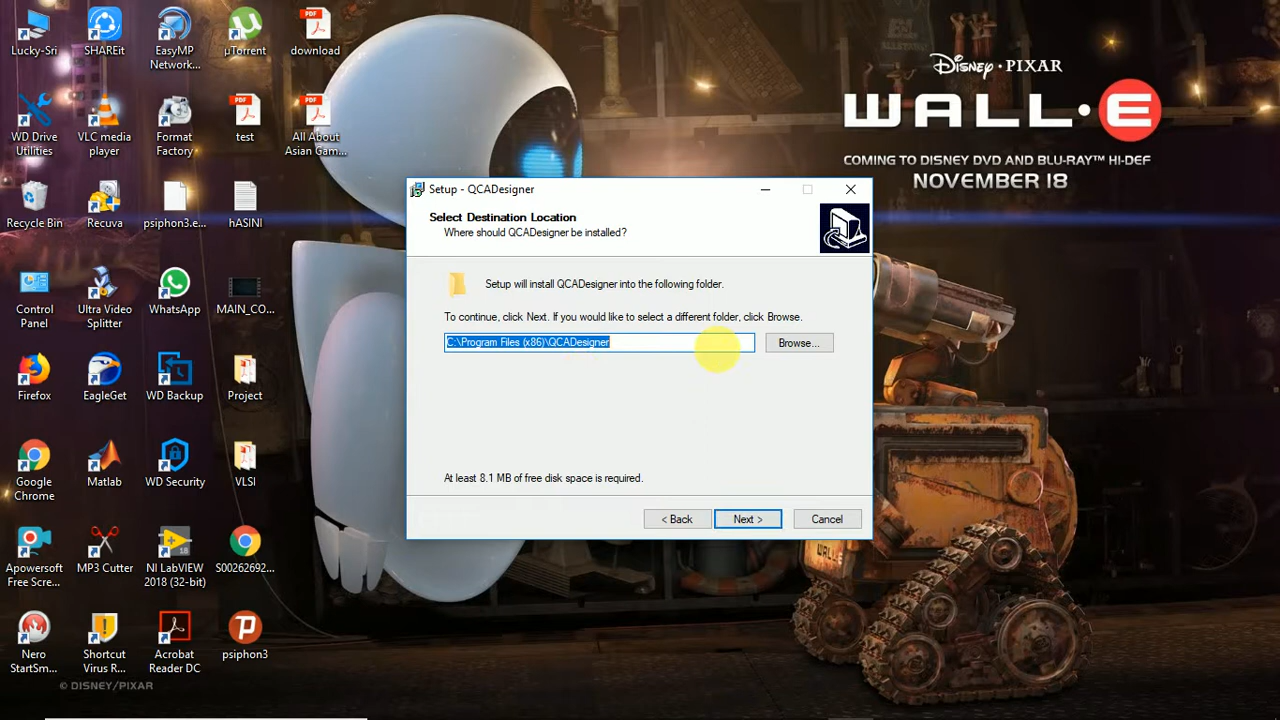 Lucky-Sri
SHAREit
EasyMP
Network...
µTorrent
download
WD Drive
Utilities
VLC media
player
Format
Factory
test
All About
Asian Gam...
Recycle Bin
Recuva
psiphon3.e...
hASINI
Control
Panel
Ultra Video
Splitter
WhatsApp
MAIN_CO...
Firefox
EagleGet
WD Backup
Project
Google
Chrome
Matlab
WD Security
VLSI
Apowersoft
Free Scre...
MP3 Cutter
NI LabVIEW
2018 (32-bit)
S00262692...
Nero
StartSm...
Shortcut
Virus R...
Acrobat
Reader DC
psiphon3
© DISNEY/PIXAR
Disney • PIXAR
WALL•E
COMING TO DISNEY DVD AND BLU-RAY™ HI-DEF
NOVEMBER 18
Setup - QCADesigner
Select Destination Location
Where should QCADesigner be installed?
Setup will install QCADesigner into the following folder.
To continue, click Next. If you would like to select a different folder, click Browse.
C:\Program Files (x86)\QCADesigner
Browse...
At least 8.1 MB of free disk space is required.
< Back
Next >
Cancel
WALL•E